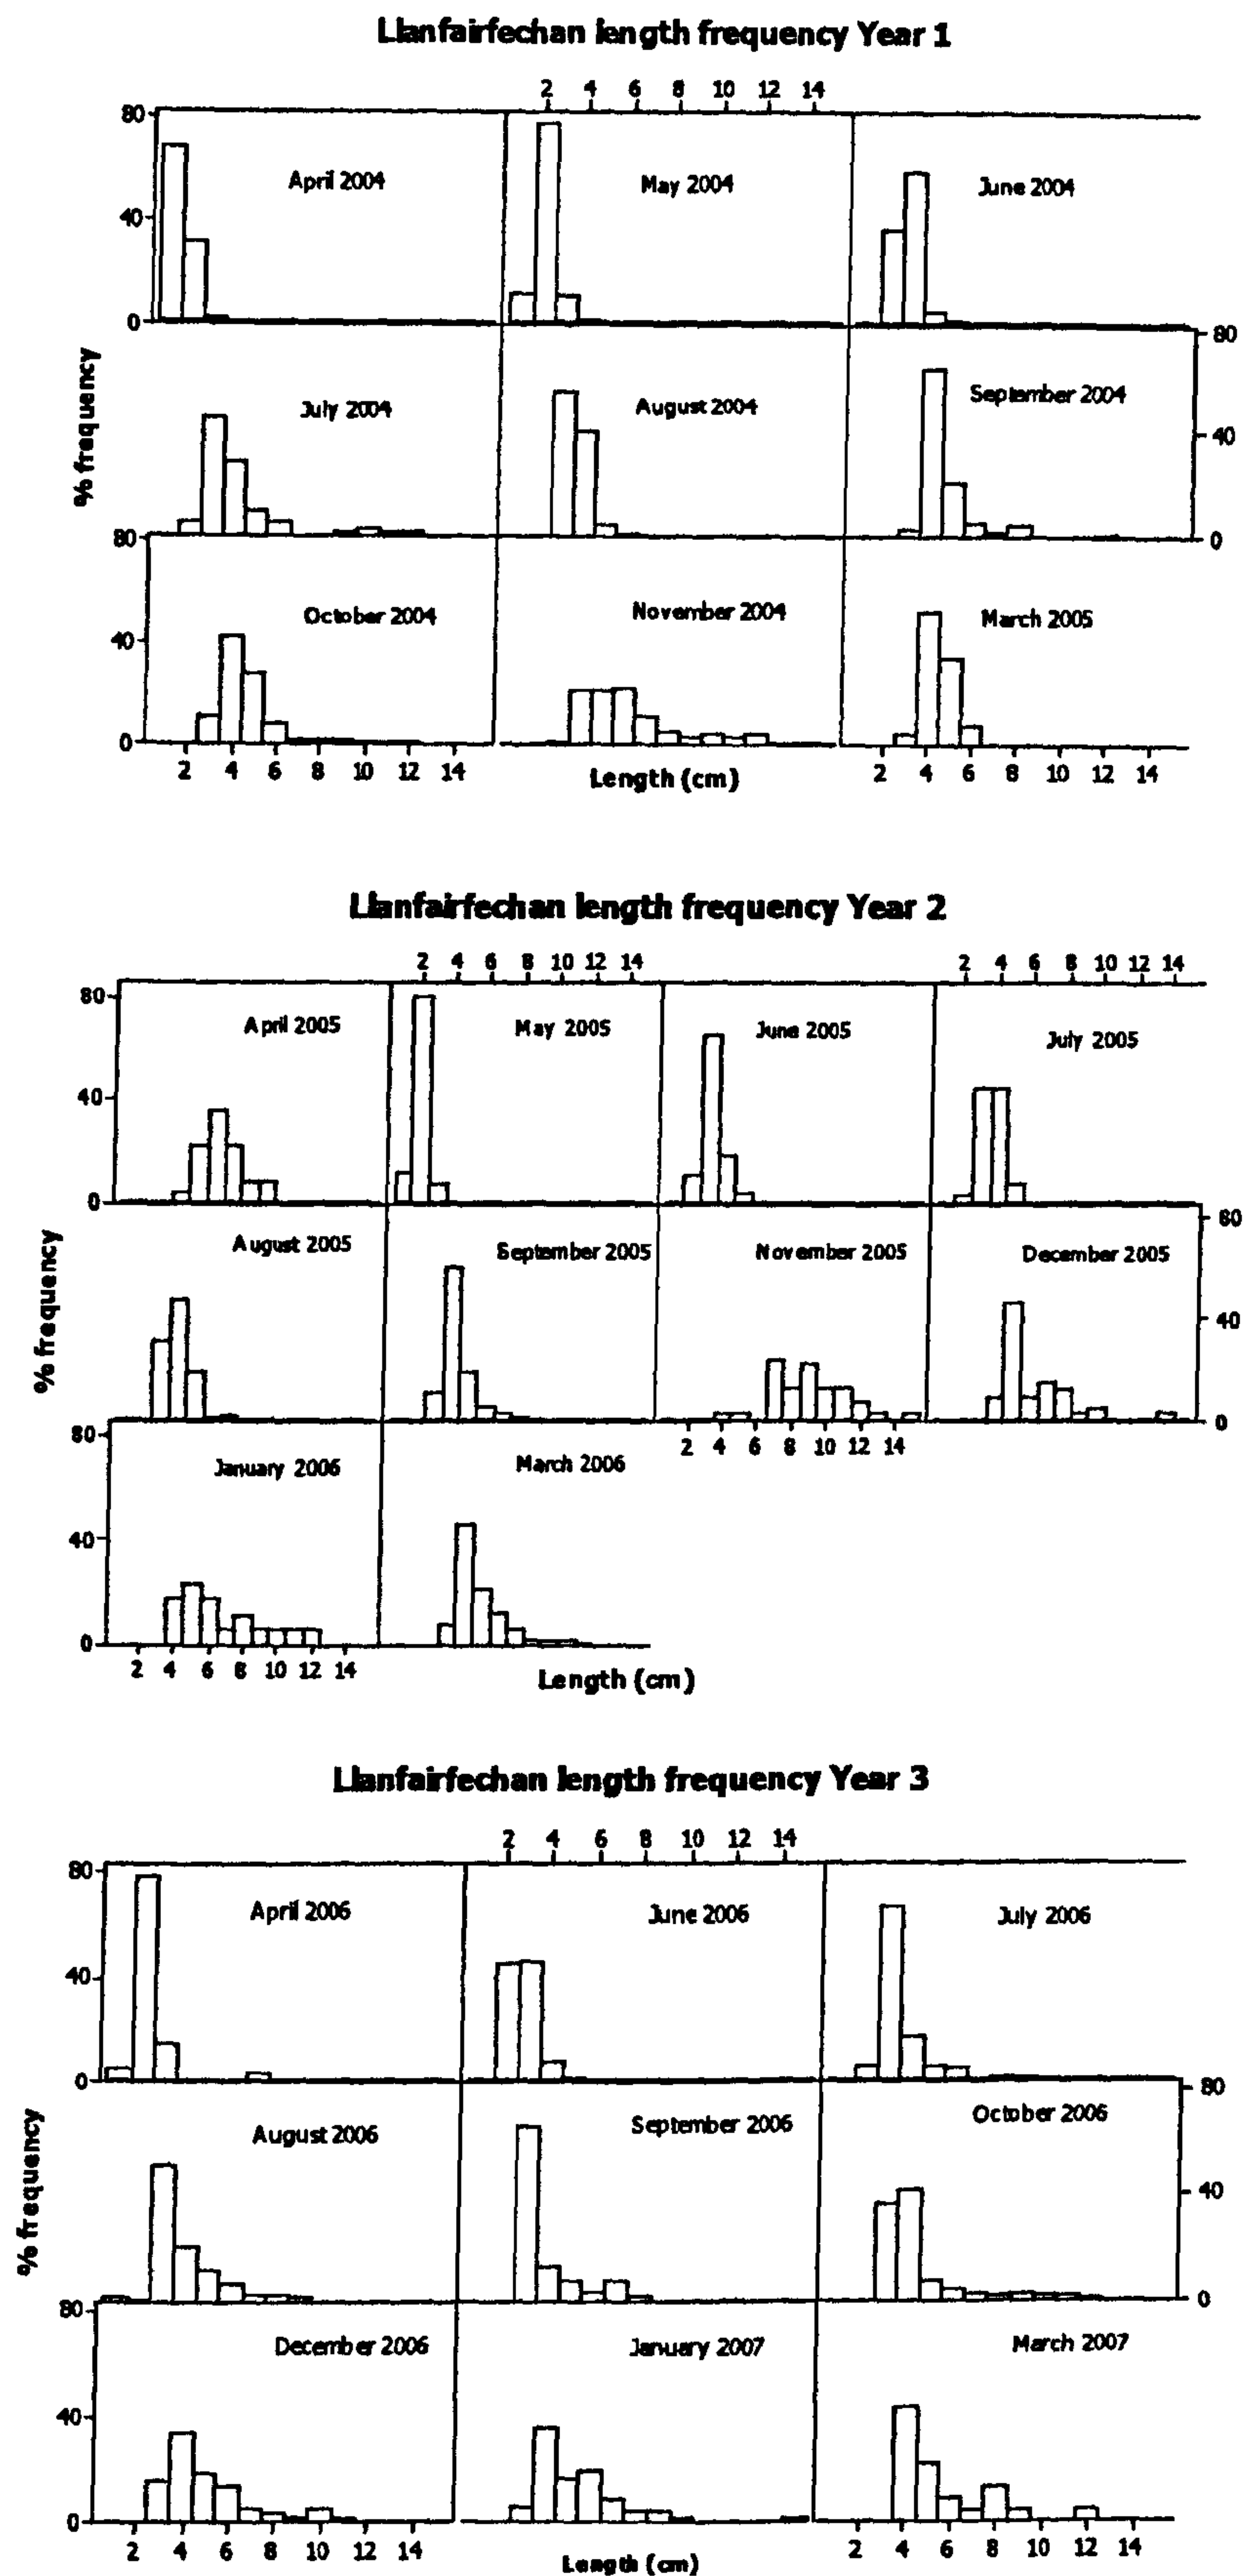 Llanfairfechan length frequency Year 1
2 4 6 8 10 12 14
80 April 2004 May 2004 June 2004
40
0 80
% frequency
July 2004 August 2004 September 2004
40
80 0
October 2004 November 2004 March 2005
40
0
2 4 6 8 10 12 14 Length (cm) 2 4 6 8 10 12 14
Llanfairfechan length frequency Year 2
2 4 6 8 10 12 14 2 4 6 8 10 12 14
80 April 2005 May 2005 June 2005 July 2005
40
0 80
% frequency
August 2005 September 2005 November 2005 December 2005
40
80 0
2 4 6 8 10 12 14
January 2006 March 2006
40
0
2 4 6 8 10 12 14 Length (cm)
Llanfairfechan length frequency Year 3
2 4 6 8 10 12 14
80 April 2006 June 2006 July 2006
40
0 80
% frequency
August 2006 September 2006 October 2006
40
80 0
December 2006 January 2007 March 2007
40
0
2 4 6 8 10 12 14 Length (cm) 2 4 6 8 10 12 14